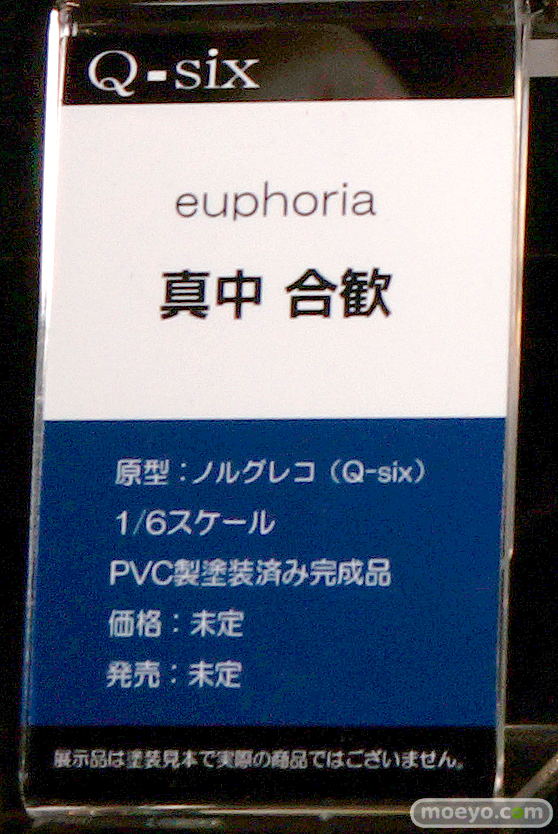 Q-six
euphoria
真中 合歓
原型：ノルグレコ（Q-six）
1/6スケール
PVC製塗装済み完成品
価格：未定
発売：未定
展示品は塗装見本で実際の商品ではございません。
moeyo.com